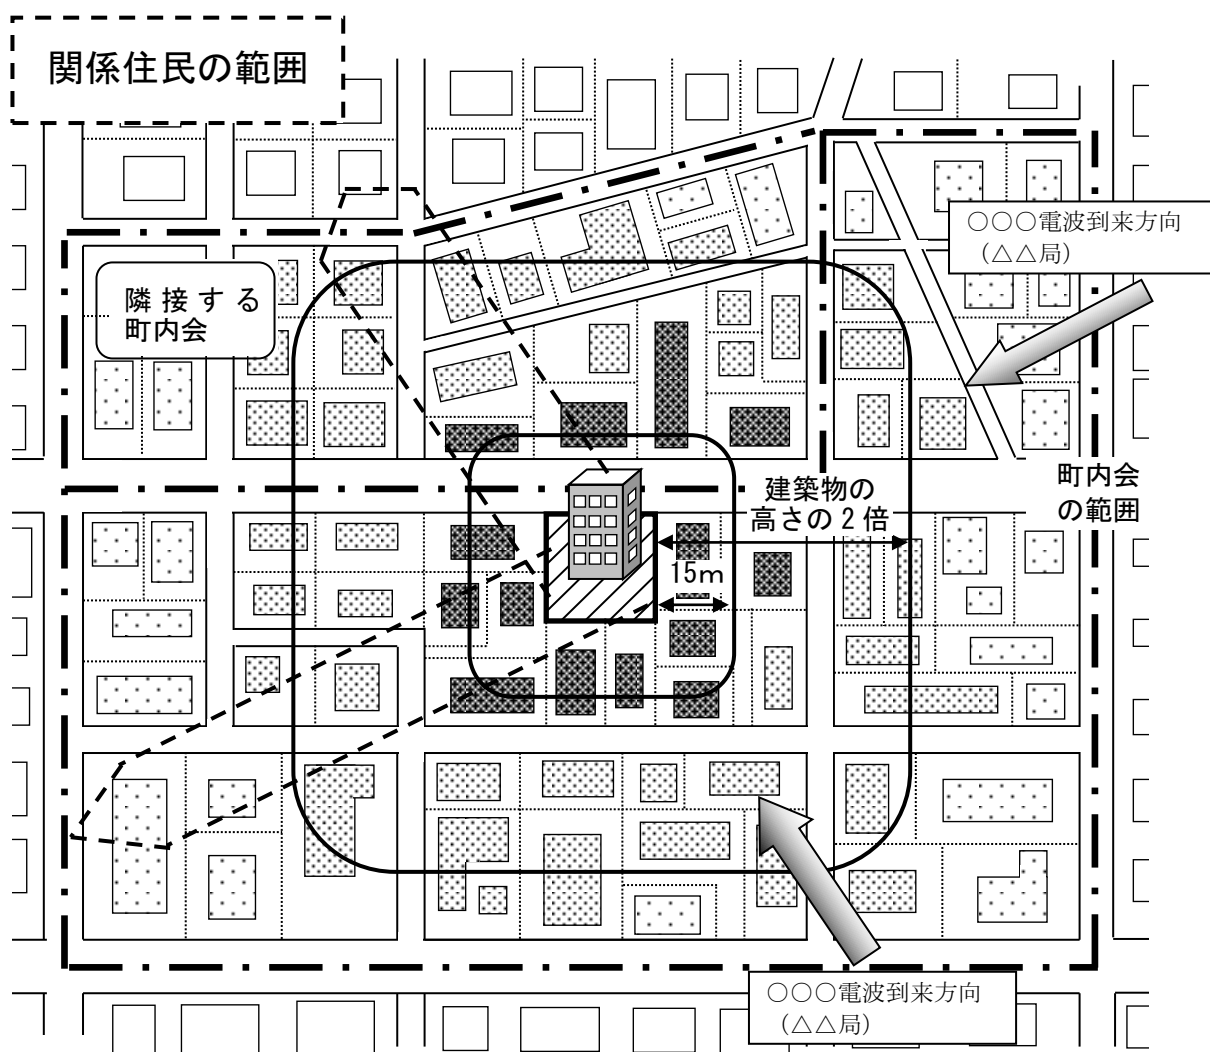 関係住民の範囲
○○○電波到来方向
(△△局)
隣接する
町内会
町内会
の範囲
建築物の
高さの2倍
15m
○○○電波到来方向
(△△局)